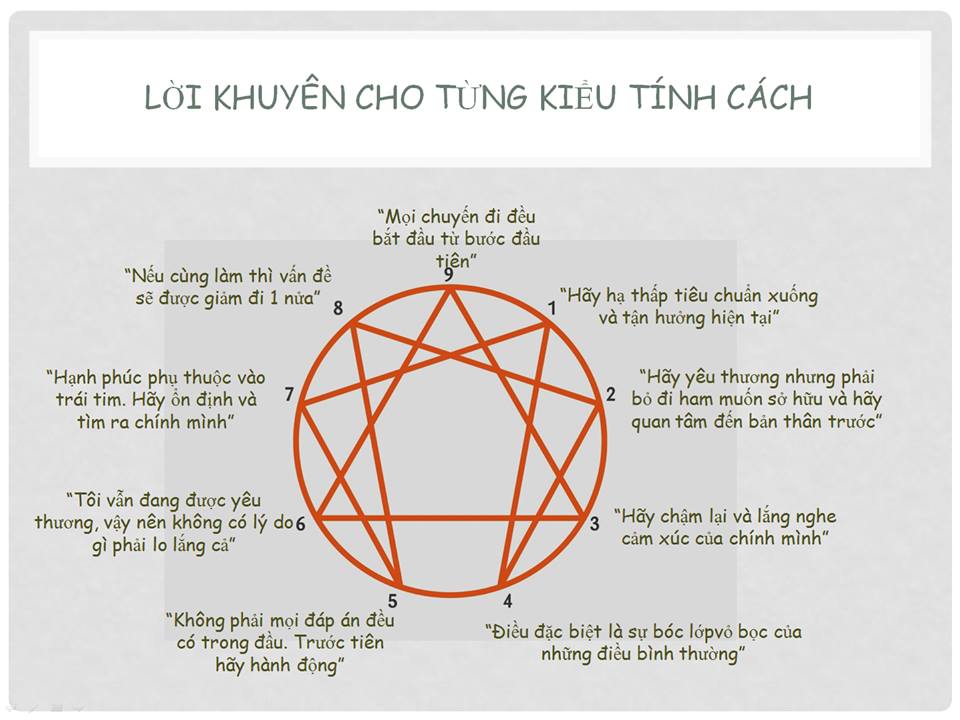 LỜI KHUYÊN CHO TỪNG KIỂU TÍNH CÁCH
“Mọi chuyến đi đều
bắt đầu từ bước đầu
tiên”
9
“Nếu cùng làm thì vấn đề
sẽ được giảm đi 1 nửa”
8
1
“Hãy hạ thấp tiêu chuẩn xuống
và tận hưởng hiện tại”
“Hạnh phúc phụ thuộc vào
trái tim. Hãy ổn định và
tìm ra chính mình”
7
2
“Hãy yêu thương nhưng phải
bỏ đi ham muốn sở hữu và hãy
quan tâm đến bản thân trước”
“Tôi vẫn đang được yêu
thương, vậy nên không có lý do
gì phải lo lắng cả”
6
3
“Hãy chậm lại và lắng nghe
cảm xúc của chính mình”
5
4
“Không phải mọi đáp án đều
có trong đầu. Trước tiên
hãy hành động”
“Điều đặc biệt là sự bóc lớpvỏ bọc của
những điều bình thường”